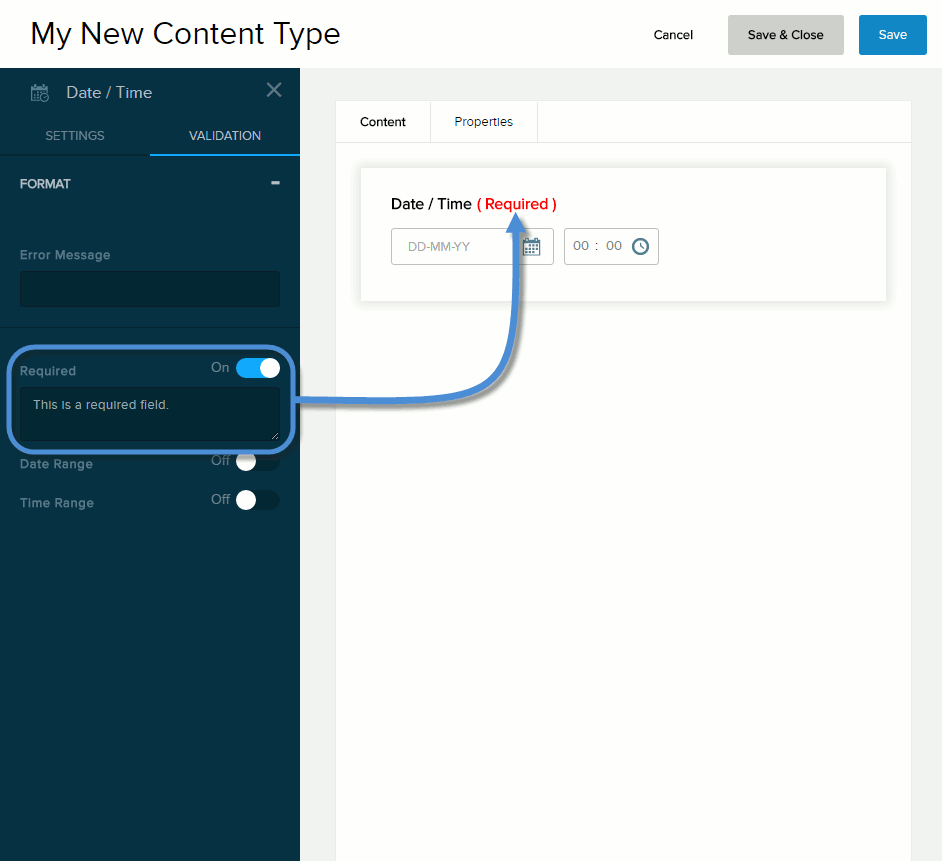 My New Content Type
Cancel
Save & Close
Save
Date / Time
SETTINGS
VALIDATION
FORMAT
Error Message
Required
On
This is a required field.
Date Range
Off
Time Range
Off
Content
Properties
Date / Time ( Required )
DD-MM-YY
00 : 00